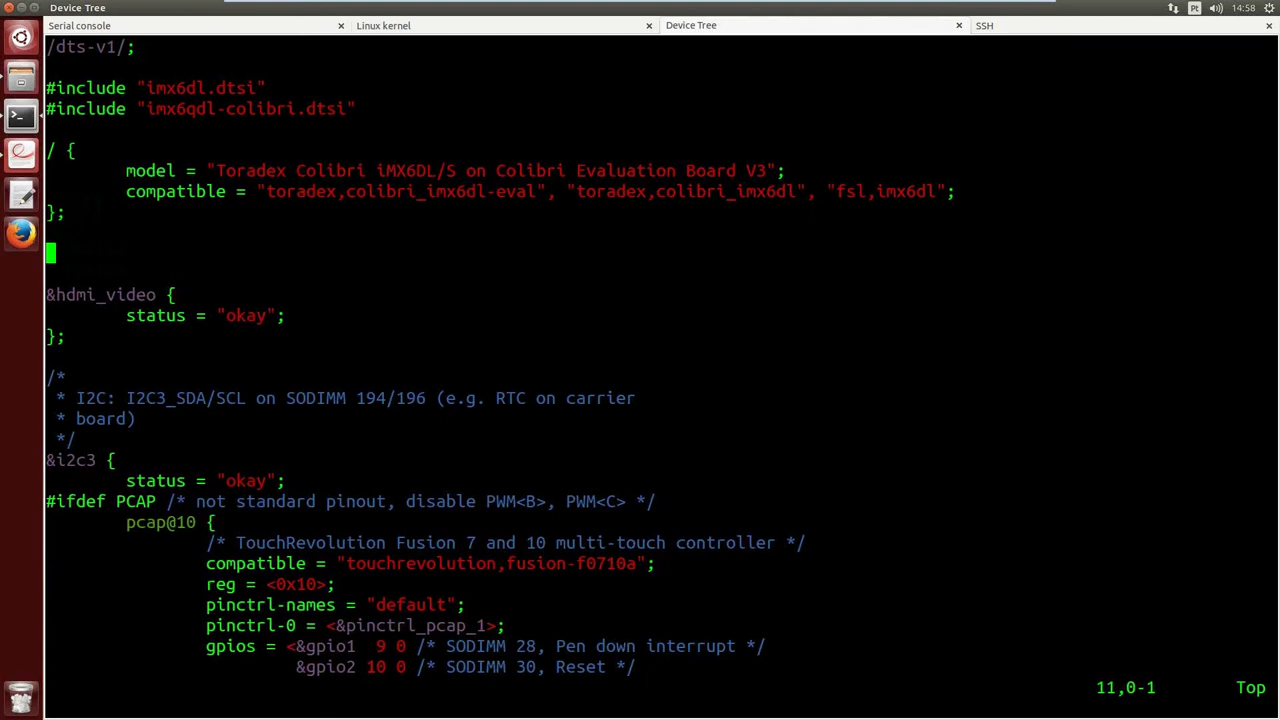 Device Tree
Pt
14:58
Serial console
Linux kernel
Device Tree
SSH
/dts-v1/;
#include "imx6dl.dtsi"
#include "imx6qdl-colibri.dtsi"
/ {
model = "Toradex Colibri iMX6DL/S on Colibri Evaluation Board V3";
compatible = "toradex,colibri_imx6dl-eval", "toradex,colibri_imx6dl", "fsl,imx6dl";
};
&hdmi_video {
status = "okay";
};
/*
* I2C: I2C3_SDA/SCL on SODIMM 194/196 (e.g. RTC on carrier
* board)
*/
&i2c3 {
status = "okay";
#ifdef PCAP /* not standard pinout, disable PWM<B>, PWM<C> */
pcap@10 {
/* TouchRevolution Fusion 7 and 10 multi-touch controller */
compatible = "touchrevolution,fusion-f0710a";
reg = <0x10>;
pinctrl-names = "default";
pinctrl-0 = <&pinctrl_pcap_1>;
gpios = <&gpio1  9 0 /* SODIMM 28, Pen down interrupt */
&gpio2 10 0 /* SODIMM 30, Reset */
11,0-1
Top